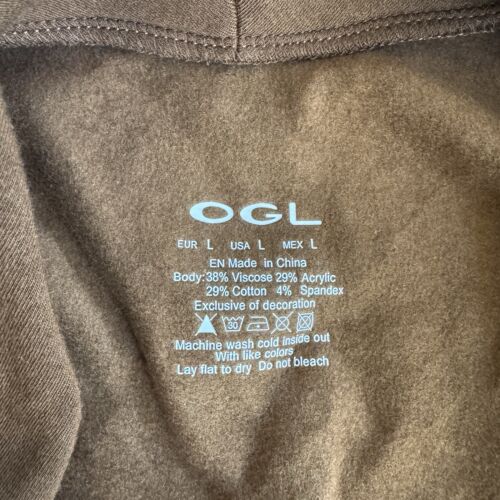 OGL
EUR L USA L MEX L
EN Made in China
Body:38% Viscose 29% Acrylic
29% Cotton 4% Spandex
Exclusive of decoration
30
Machine wash cold inside out
With like colors
Lay flat to dry Do not bleach